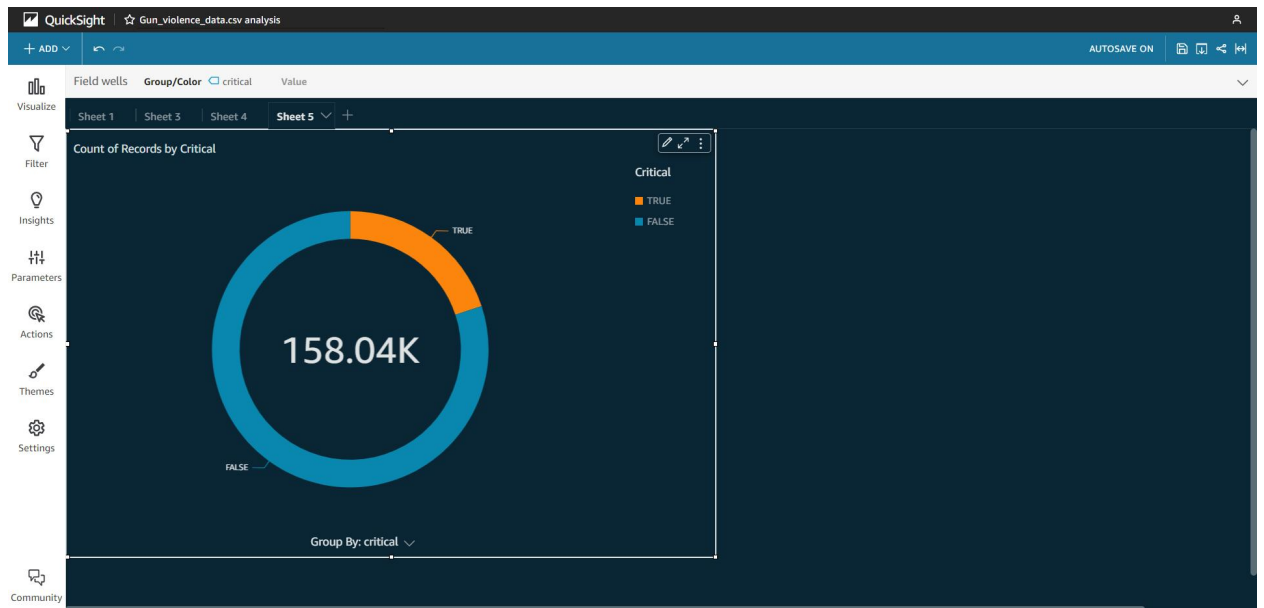 QuickSight Gun_violence_data.csv analysis
+ ADD AUTOSAVE ON
Field wells Group/Color critical Value
Visualize
Sheet 1 Sheet 3 Sheet 4 Sheet 5 +
Filter
Insights
Parameters
Actions
Themes
Settings
Community
Count of Records by Critical
Critical
TRUE
FALSE
TRUE
158.04K
FALSE
Group By: critical